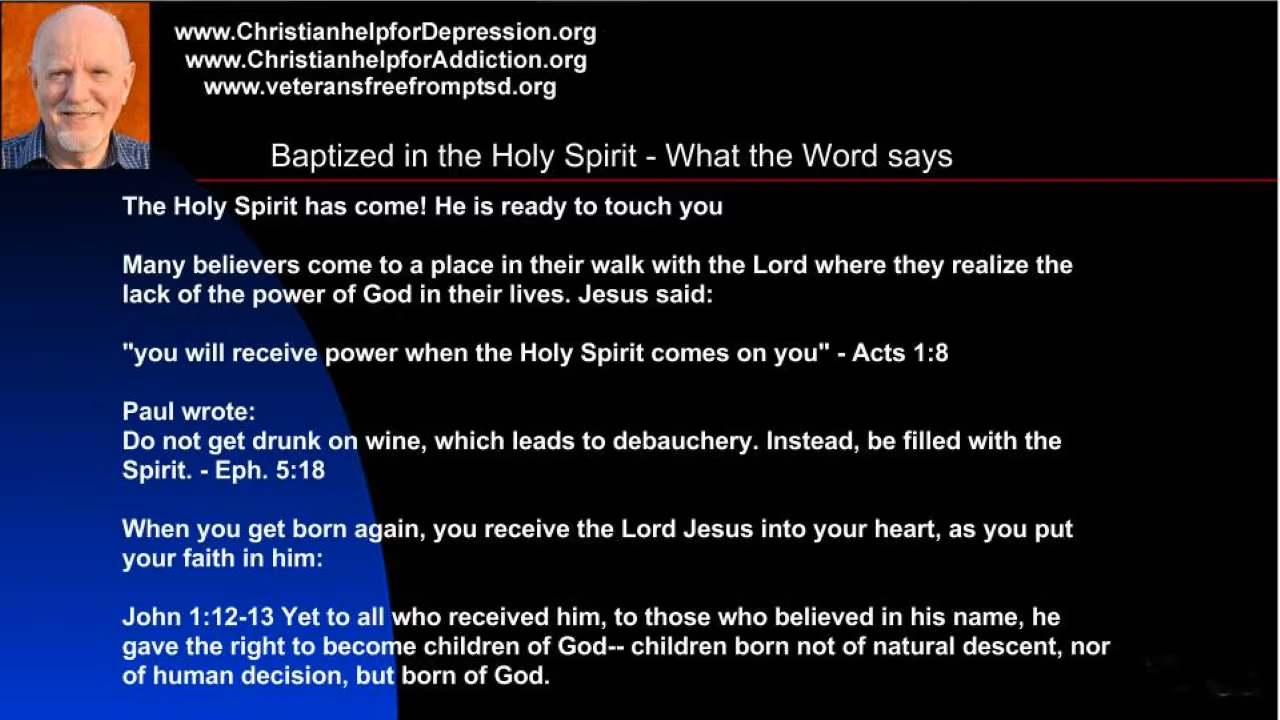 www.ChristianhelpforDepression.org
www.ChristianhelpforAddiction.org
www.veteransfreefromptsd.org
Baptized in the Holy Spirit - What the Word says
The Holy Spirit has come! He is ready to touch you
Many believers come to a place in their walk with the Lord where they realize the
lack of the power of God in their lives. Jesus said:
"you will receive power when the Holy Spirit comes on you" - Acts 1:8
Paul wrote:
Do not get drunk on wine, which leads to debauchery. Instead, be filled with the
Spirit. - Eph. 5:18
When you get born again, you receive the Lord Jesus into your heart, as you put
your faith in him:
John 1:12-13 Yet to all who received him, to those who believed in his name, he
gave the right to become children of God-- children born not of natural descent, nor
of human decision, but born of God.